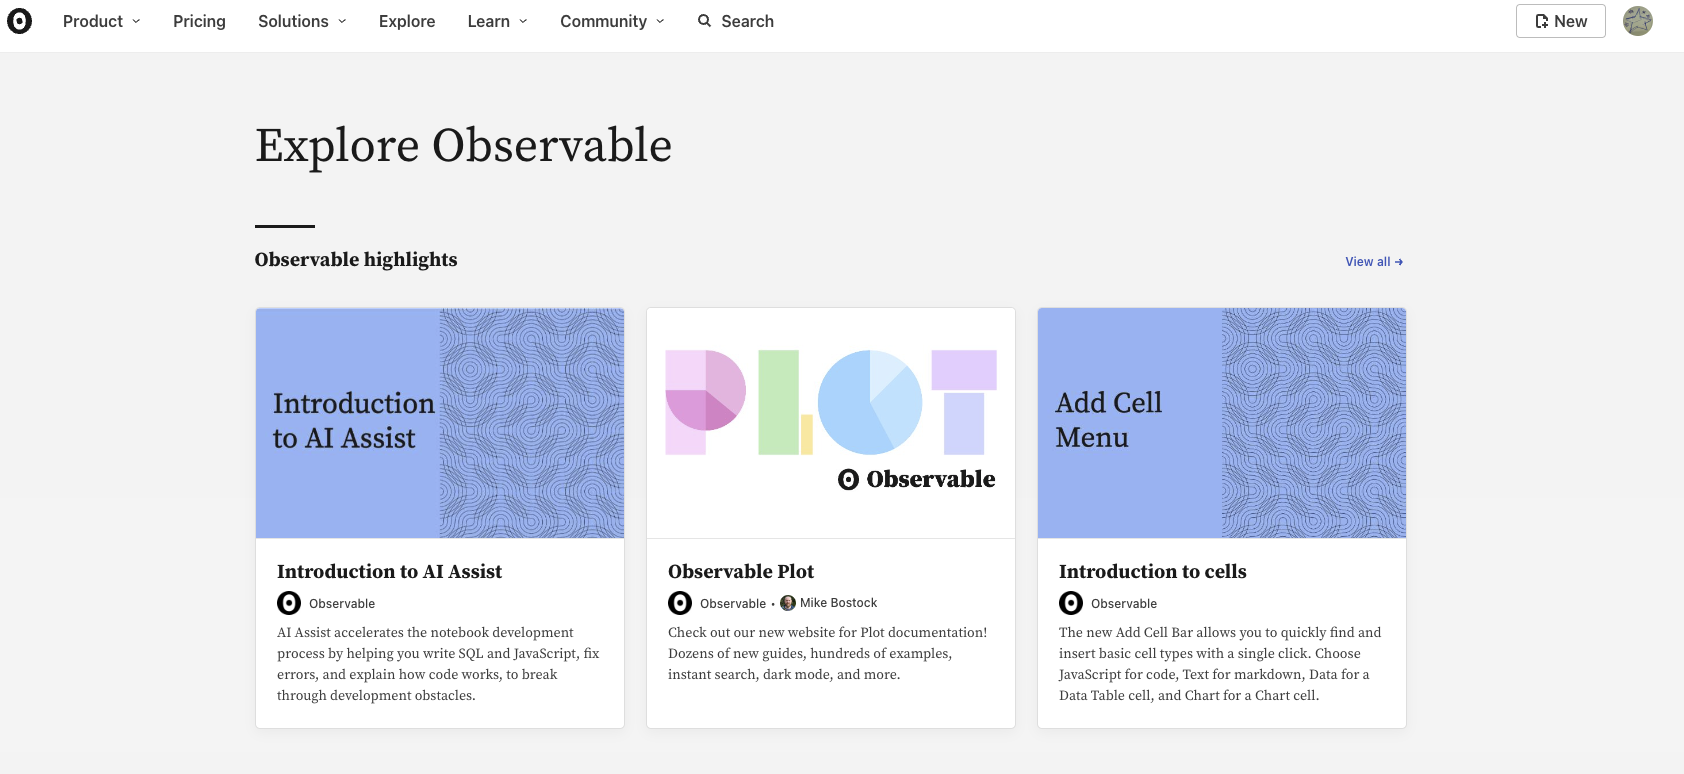 Product
Pricing
Solutions
Explore
Learn
Community
Search
New
Explore Observable
Observable highlights
View all →
Introduction
to AI Assist
Introduction to AI Assist
Observable
AI Assist accelerates the notebook development
process by helping you write SQL and JavaScript, fix
errors, and explain how code works, to break
through development obstacles.
PLOT
Observable
Observable Plot
Observable • Mike Bostock
Check out our new website for Plot documentation!
Dozens of new guides, hundreds of examples,
instant search, dark mode, and more.
Add Cell
Menu
Introduction to cells
Observable
The new Add Cell Bar allows you to quickly find and
insert basic cell types with a single click. Choose
JavaScript for code, Text for markdown, Data for a
Data Table cell, and Chart for a Chart cell.